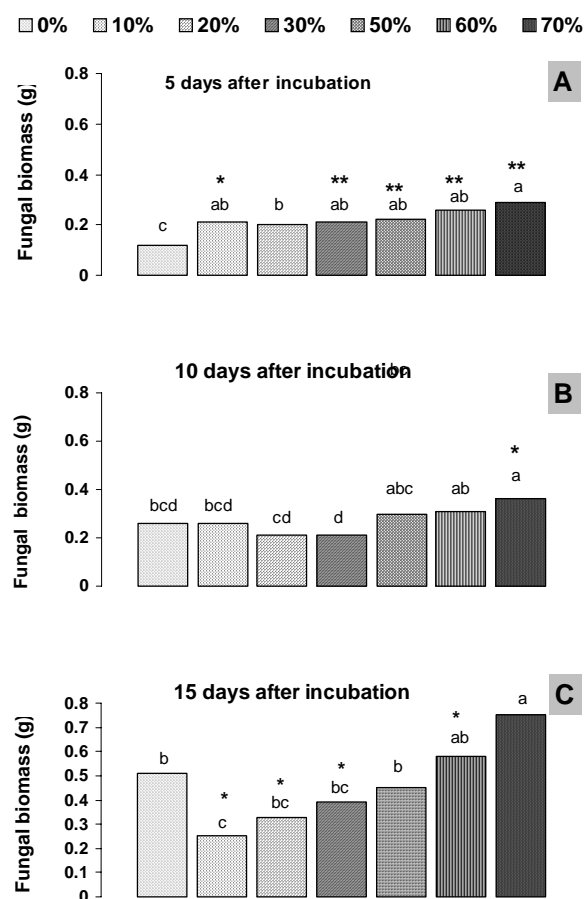 0% 10% 20% 30% 50% 60% 70%
A
5 days after incubation
Fungal biomass (g)
0.8
0.6
0.4
0.2
0
c
*
ab
b
**
ab
**
ab
**
ab
**
a
B
10 days after incubation
bc
Fungal biomass (g)
0.8
0.6
0.4
0.2
0
bcd
bcd
cd
d
abc
ab
*
a
C
15 days after incubation
Fungal biomass (g)
0.8
0.7
0.6
0.5
0.4
0.3
0.2
0.1
0
b
*
c
*
bc
*
bc
b
*
ab
a